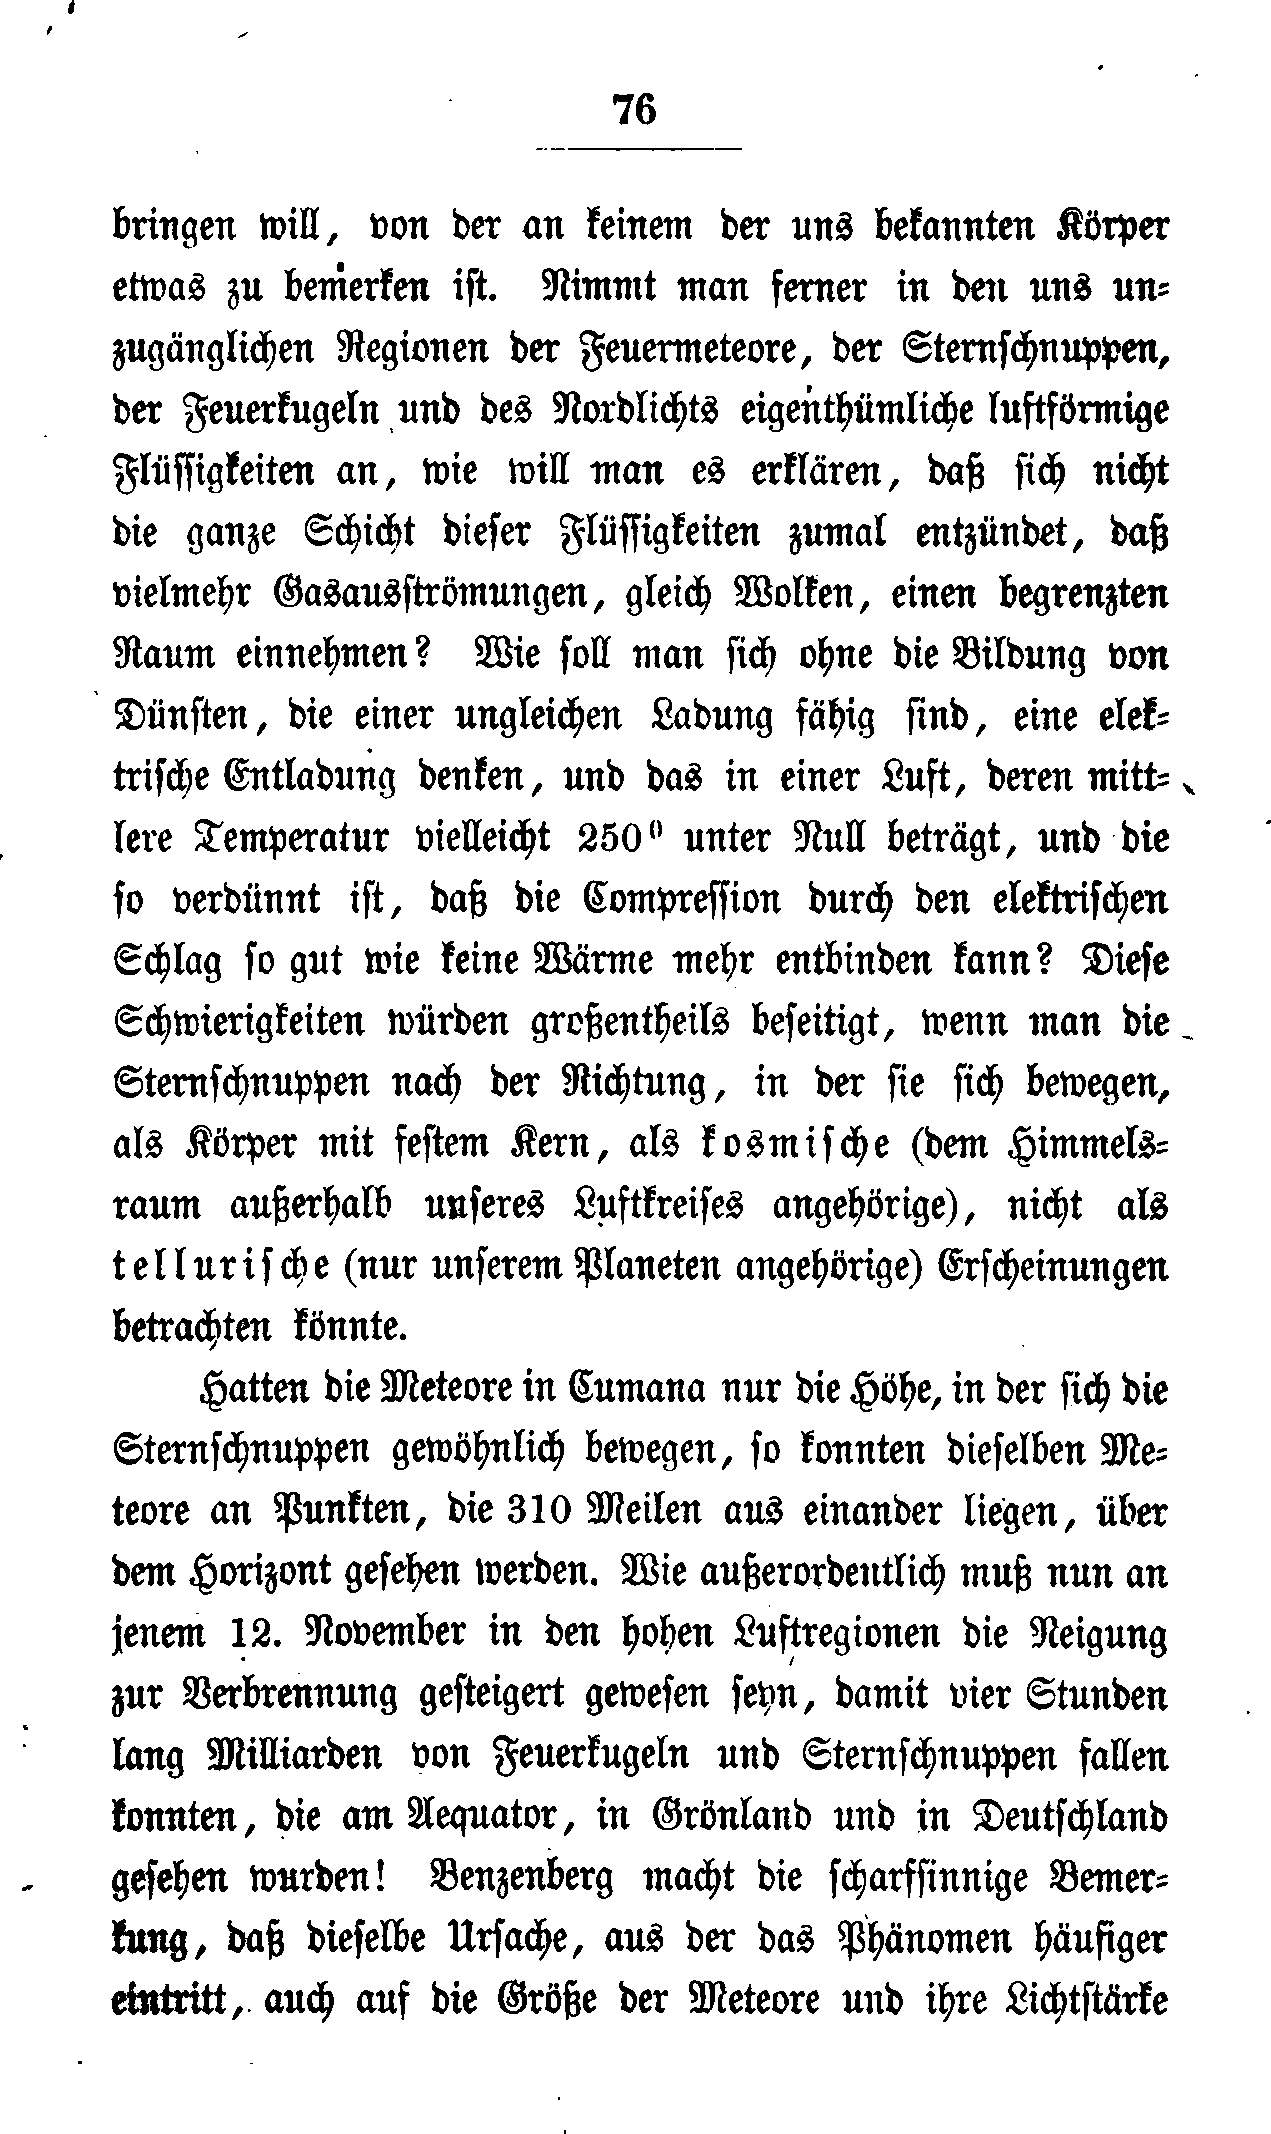 76
bringen will, von der an keinem der uns bekannten Körper
etwas zu bemerken ist. Nimmt man ferner in den uns un-
zugänglichen Regionen der Feuermeteore, der Sternschnuppen,
der Feuerkugeln und des Nordlichts eigenthümliche luftförmige
Flüssigkeiten an, wie will man es erklären, daß sich nicht
die ganze Schicht dieser Flüssigkeiten zumal entzündet, daß
vielmehr Gasausströmungen, gleich Wolken, einen begrenzten
Raum einnehmen? Wie soll man sich ohne die Bildung von
Dünsten, die einer ungleichen Ladung fähig sind, eine elek-
trische Entladung denken, und das in einer Luft, deren mitt-
lere Temperatur vielleicht 250° unter Null beträgt, und die
so verdünnt ist, daß die Compression durch den elektrischen
Schlag so gut wie keine Wärme mehr entbinden kann? Diese
Schwierigkeiten würden großentheils beseitigt, wenn man die
Sternschnuppen nach der Richtung, in der sie sich bewegen,
als Körper mit festem Kern, als kosmische (dem Himmels-
raum außerhalb unseres Luftkreises angehörige), nicht als
tellurische (nur unserem Planeten angehörige) Erscheinungen
betrachten könnte.
Hatten die Meteore in Cumana nur die Höhe, in der sich die
Sternschnuppen gewöhnlich bewegen, so konnten dieselben Me-
teore an Punkten, die 310 Meilen aus einander liegen, über
dem Horizont gesehen werden. Wie außerordentlich muß nun an
jenem 12. November in den hohen Luftregionen die Neigung
zur Verbrennung gesteigert gewesen seyn, damit vier Stunden
lang Milliarden von Feuerkugeln und Sternschnuppen fallen
konnten, die am Aequator, in Grönland und in Deutschland
gesehen wurden! Benzenberg macht die scharfsinnige Bemer-
kung, daß dieselbe Ursache, aus der das Phänomen häufiger
eintritt, auch auf die Größe der Meteore und ihre Lichtstärke